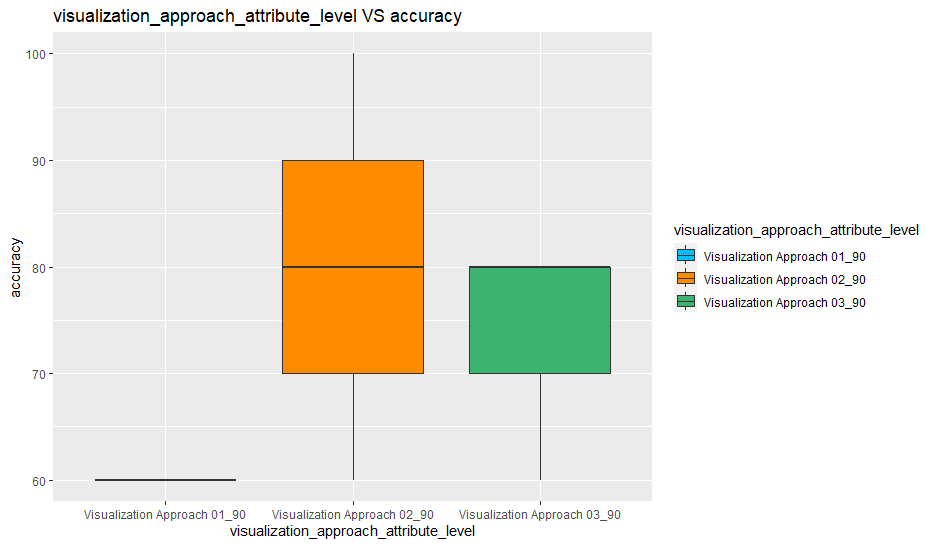 visualization_approach_attribute_level VS accuracy
100
90
80
70
60
accuracy
Visualization Approach 01_90
Visualization Approach 02_90
Visualization Approach 03_90
visualization_approach_attribute_level
visualization_approach_attribute_level
Visualization Approach 01_90
Visualization Approach 02_90
Visualization Approach 03_90